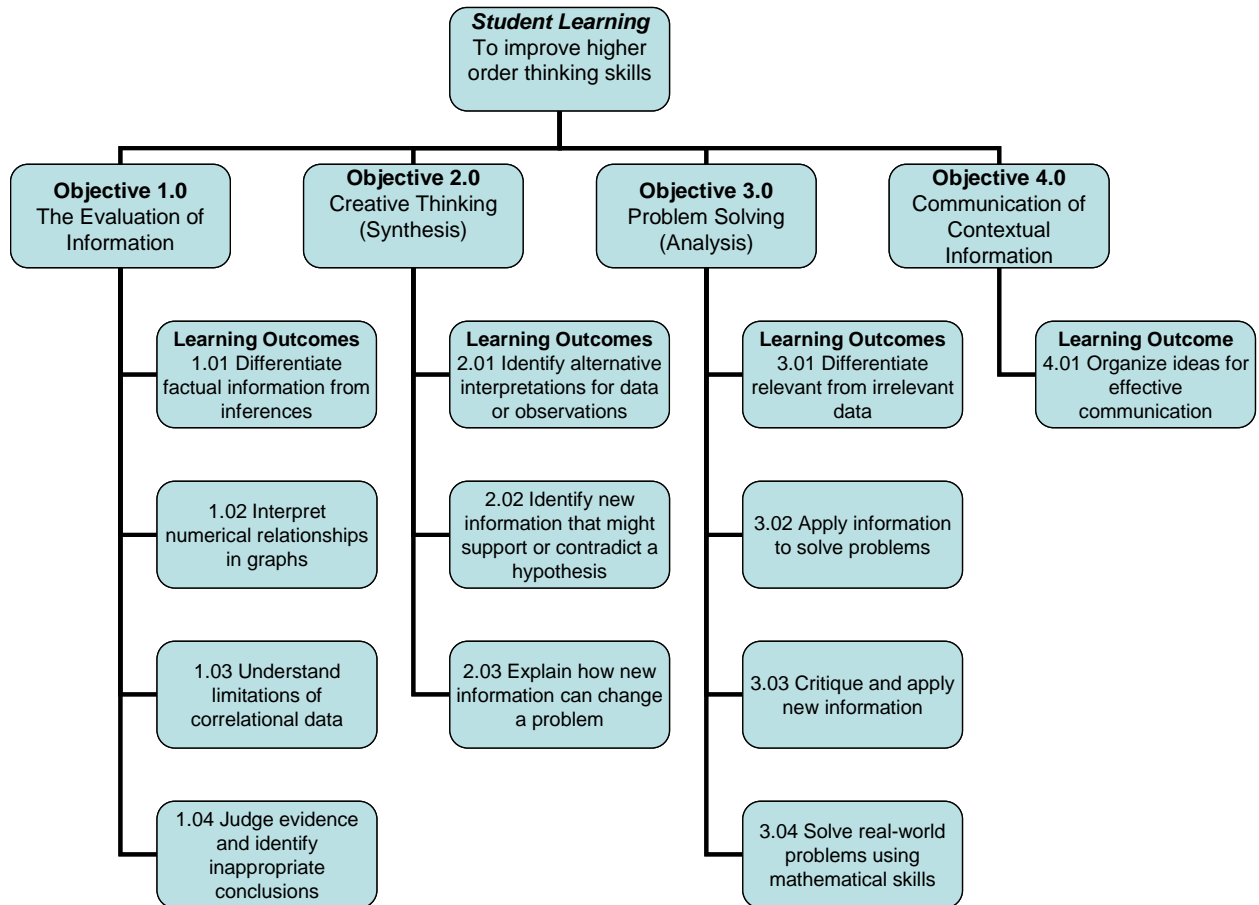 Student Learning
To improve higher
order thinking skills
Objective 1.0
The Evaluation of
Information
Objective 2.0
Creative Thinking
(Synthesis)
Objective 3.0
Problem Solving
(Analysis)
Objective 4.0
Communication of
Contextual
Information
Learning Outcomes
1.01 Differentiate
factual information from
inferences
Learning Outcomes
2.01 Identify alternative
interpretations for data
or observations
Learning Outcomes
3.01 Differentiate
relevant from irrelevant
data
Learning Outcome
4.01 Organize ideas for
effective
communication
1.02 Interpret
numerical relationships
in graphs
2.02 Identify new
information that might
support or contradict a
hypothesis
3.02 Apply information
to solve problems
1.03 Understand
limitations of
correlational data
2.03 Explain how new
information can change
a problem
3.03 Critique and apply
new information
1.04 Judge evidence
and identify
inappropriate
conclusions
3.04 Solve real-world
problems using
mathematical skills